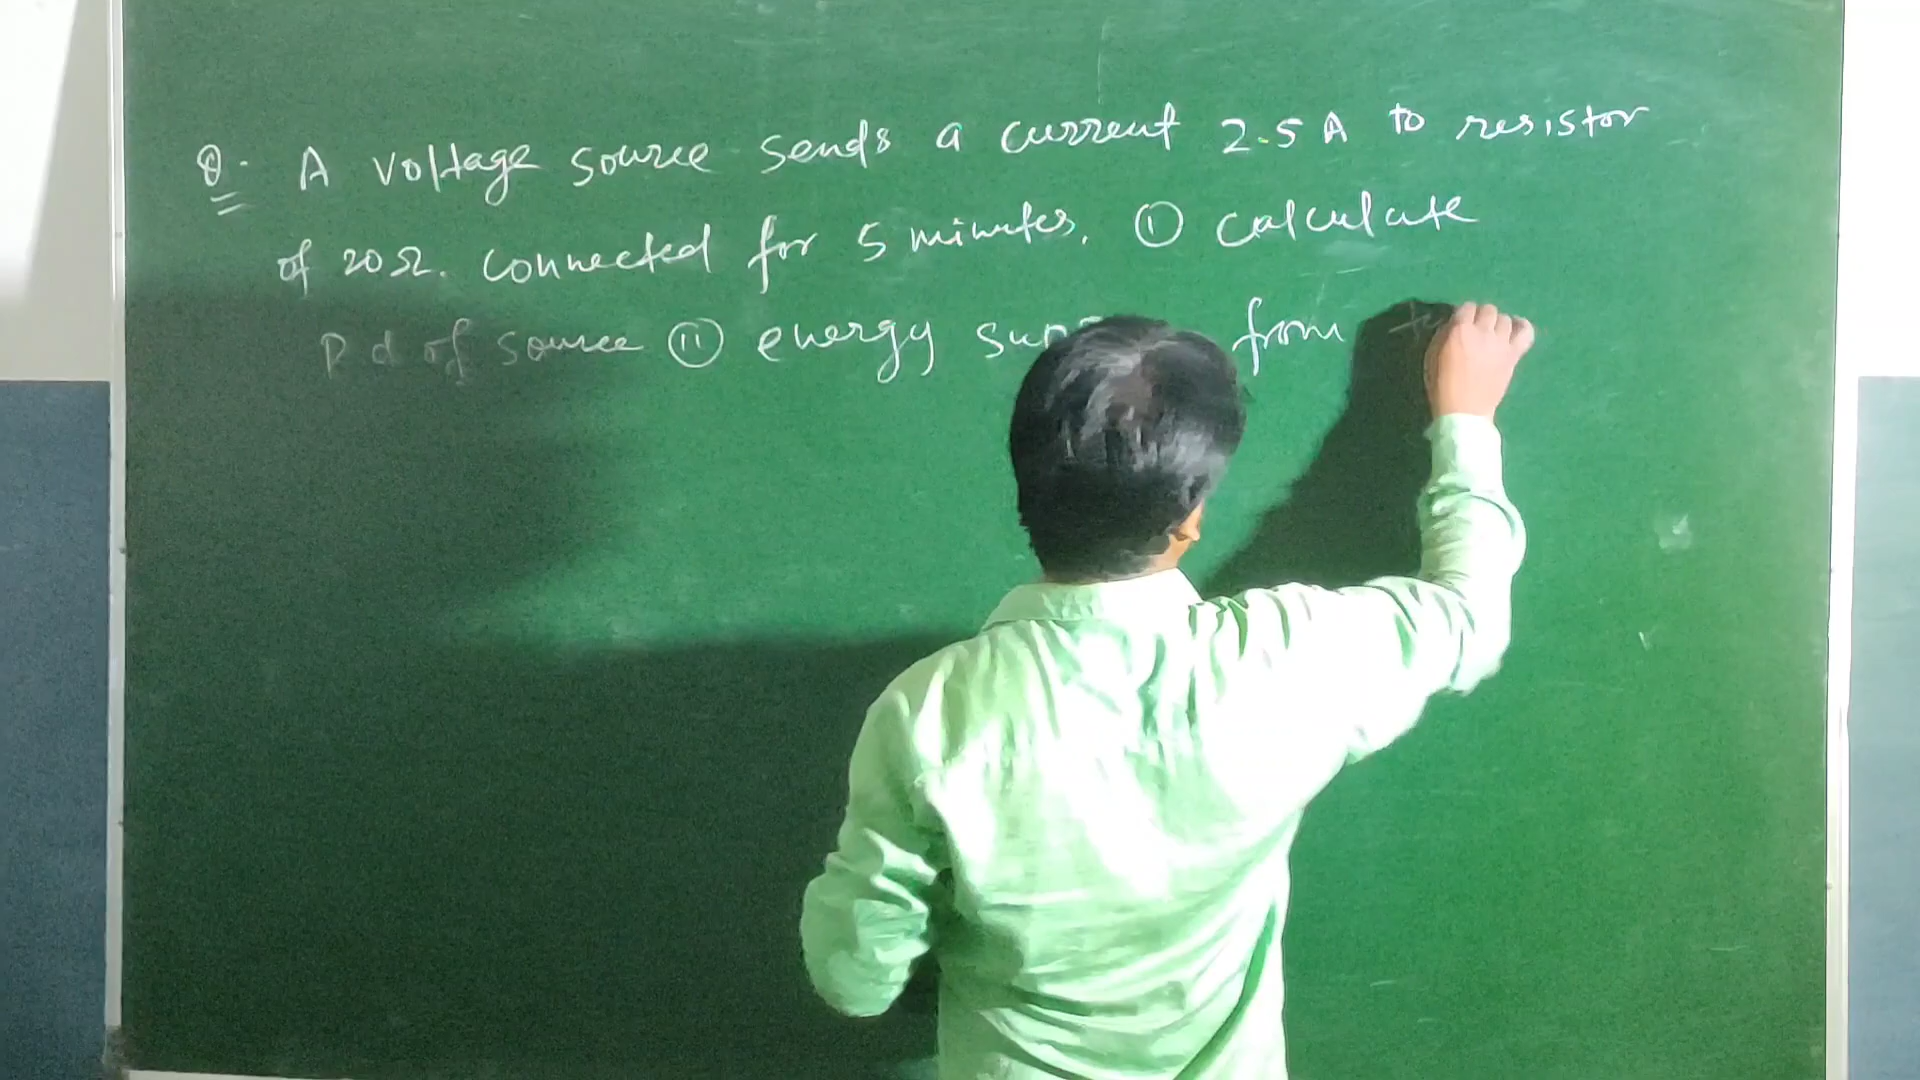 Q. A voltage source sends a current 2.5 A to resistor
of 20Ω. connected for 5 minutes. (i) calculate
P d of source (ii) energy from